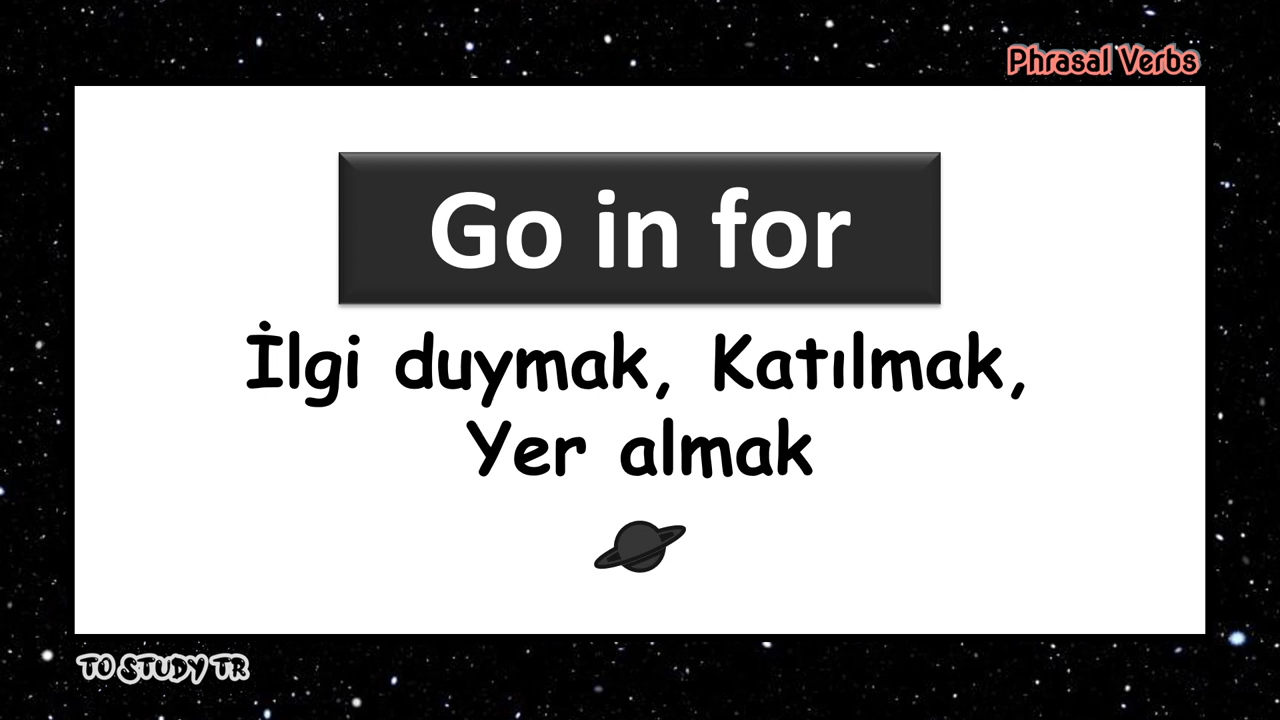 Phrasal Verbs
Go in for
İlgi duymak, Katılmak,
Yer almak
TO STUDY TR